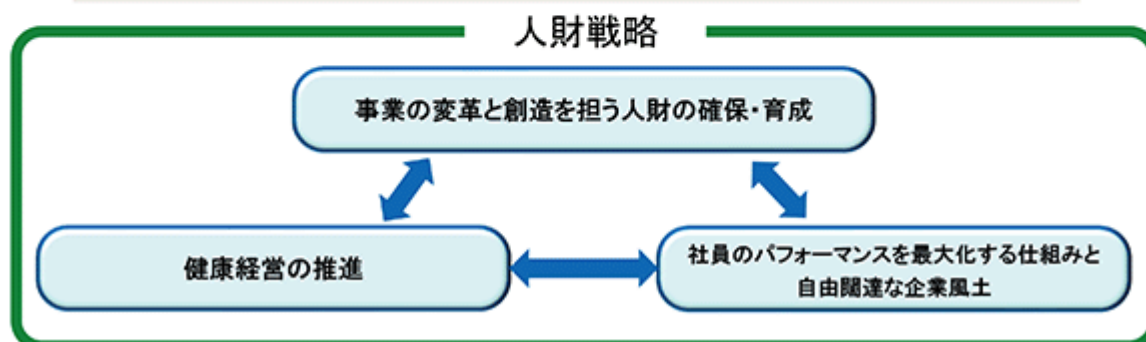 人財戦略
事業の変革と創造を担う人財の確保・育成
健康経営の推進
社員のパフォーマンスを最大化する仕組みと
自由闊達な企業風土